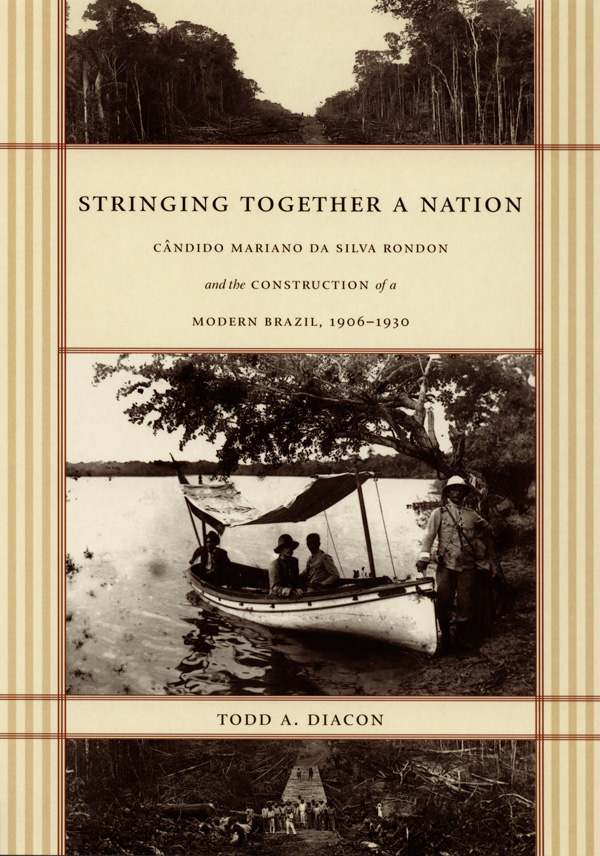 STRINGING TOGETHER A NATION
CÂNDIDO MARIANO DA SILVA RONDON
and the CONSTRUCTION of a
MODERN BRAZIL, 1906–1930
TODD A. DIACON